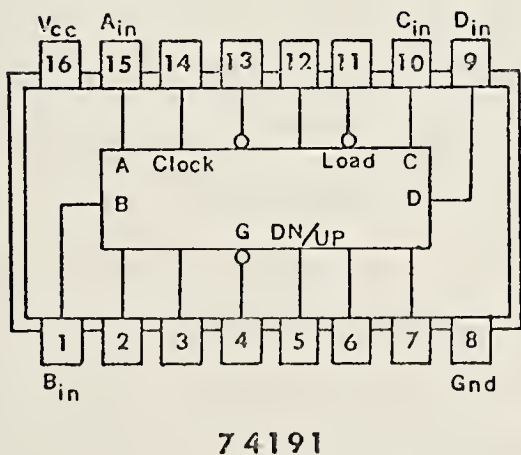 Vcc Ain Cin Din
16 15 14 13 12 11 10 9
A Clock Load C
B D
G DN/UP
1 2 3 4 5 6 7 8
Bin Gnd
74191